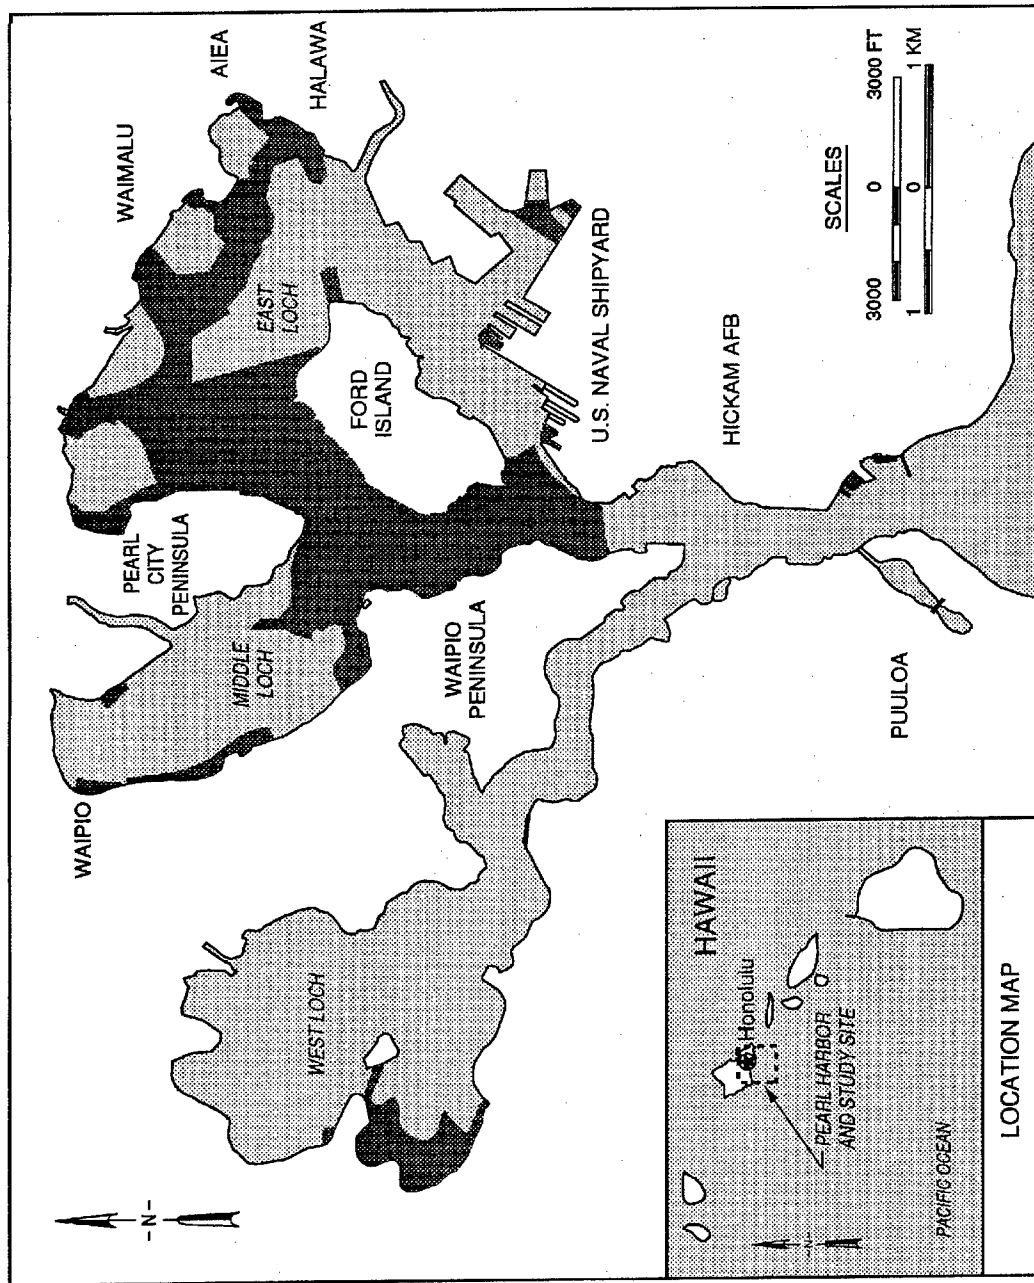 WAIPIO
PEARL
CITY
PENINSULA
WAIMALU
AIEA
HALAWA
MIDDLE
LOCH
EAST
LOCH
FORD
ISLAND
WAIPIO
PENINSULA
WEST LOCH
U.S. NAVAL SHIPYARD
HICKAM AFB
PUULOA
-N-
SCALES
3000 0 3000 FT
1 0 1 KM
HAWAII
Honolulu
PEARL HARBOR
AND STUDY SITE
PACIFIC OCEAN
-N-
LOCATION MAP